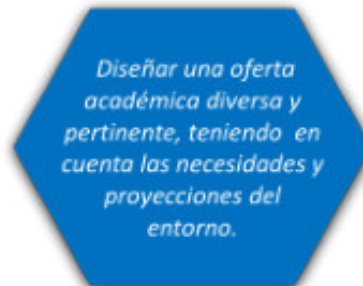 Diseñar una oferta
académica diversa y
pertinente, teniendo en
cuenta las necesidades y
proyecciones del
entorno.